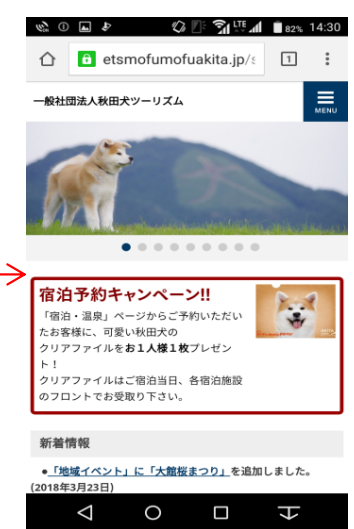 82% 14:30
LTE
etsmofumofuakita.jp/s
1
一般社団法人秋田犬ツーリズム
MENU
宿泊予約キャンペーン!!
「宿泊・温泉」ページからご予約いただい
たお客様に、可愛い秋田犬の
クリアファイルをお１人様１枚プレゼン
ト！
クリアファイルはご宿泊当日、各宿泊施設
のフロントでお受取り下さい。
新着情報
●「地域イベント」に「大館桜まつり」を追加しました。
(2018年3月23日)